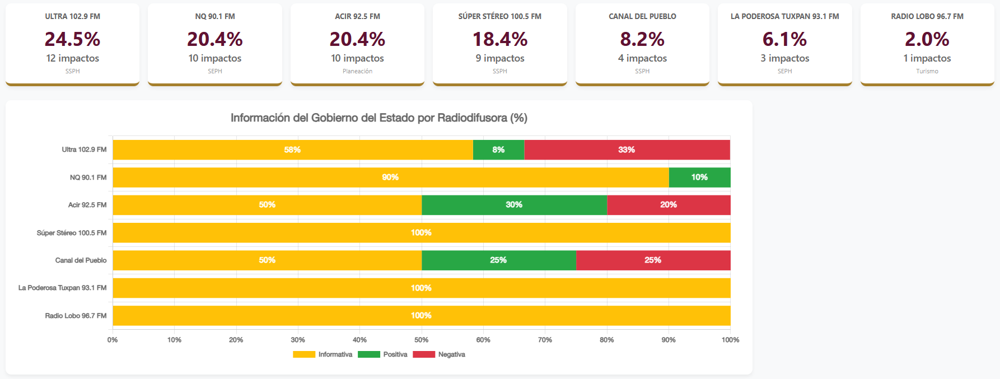 ULTRA 102.9 FM
24.5%
12 impactos
SSPH
NQ 90.1 FM
20.4%
10 impactos
SEPH
ACIR 92.5 FM
20.4%
10 impactos
Planeación
SÚPER STÉREO 100.5 FM
18.4%
9 impactos
SSPH
CANAL DEL PUEBLO
8.2%
4 impactos
SSPH
LA PODEROSA TUXPAN 93.1 FM
6.1%
3 impactos
SEPH
RADIO LOBO 96.7 FM
2.0%
1 impactos
Turismo
Información del Gobierno del Estado por Radiodifusora (%)
Ultra 102.9 FM 58% 8% 33%
NQ 90.1 FM 90% 10%
Acir 92.5 FM 50% 30% 20%
Súper Stéreo 100.5 FM 100%
Canal del Pueblo 50% 25% 25%
La Poderosa Tuxpan 93.1 FM 100%
Radio Lobo 96.7 FM 100%
0% 10% 20% 30% 40% 50% 60% 70% 80% 90% 100%
Informativa Positiva Negativa